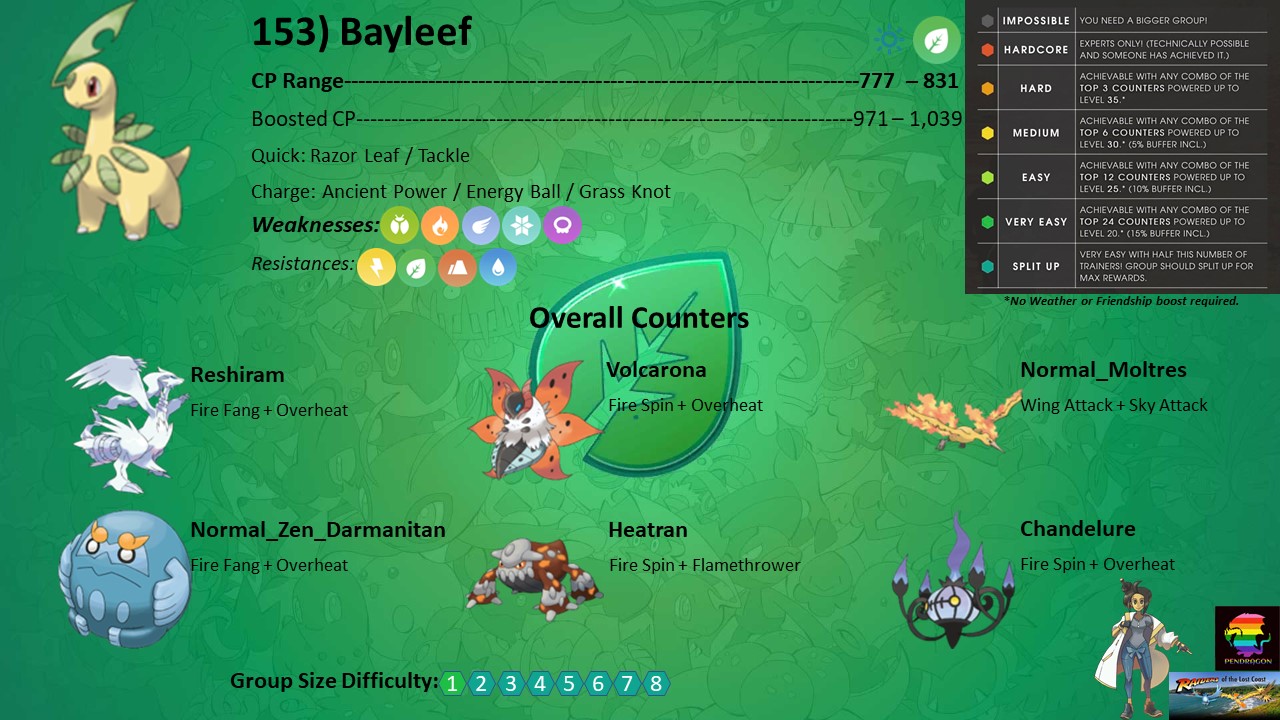 153) Bayleef
CP Range---------------------------------------------------------------------------777 – 831
Boosted CP-----------------------------------------------------------------------971 – 1,039
Quick: Razor Leaf / Tackle
Charge: Ancient Power / Energy Ball / Grass Knot
Weaknesses:
Resistances:
IMPOSSIBLE YOU NEED A BIGGER GROUP!
HARDCORE EXPERTS ONLY! (TECHNICALLY POSSIBLE
AND SOMEONE HAS ACHIEVED IT.)
HARD ACHIEVABLE WITH ANY COMBO OF THE
TOP 3 COUNTERS POWERED UP TO
LEVEL 35.*
MEDIUM ACHIEVABLE WITH ANY COMBO OF THE
TOP 6 COUNTERS POWERED UP TO
LEVEL 30.* (5% BUFFER INCL.)
EASY ACHIEVABLE WITH ANY COMBO OF THE
TOP 12 COUNTERS POWERED UP TO
LEVEL 25.* (10% BUFFER INCL.)
VERY EASY ACHIEVABLE WITH ANY COMBO OF THE
TOP 24 COUNTERS POWERED UP TO
LEVEL 20.* (15% BUFFER INCL.)
SPLIT UP VERY EASY WITH HALF THIS NUMBER OF
TRAINERS! GROUP SHOULD SPLIT UP FOR
MAX REWARDS.
*No Weather or Friendship boost required.
Overall Counters
Reshiram
Fire Fang + Overheat
Volcarona
Fire Spin + Overheat
Normal_Moltres
Wing Attack + Sky Attack
Normal_Zen_Darmanitan
Fire Fang + Overheat
Heatran
Fire Spin + Flamethrower
Chandelure
Fire Spin + Overheat
Group Size Difficulty: 1 2 3 4 5 6 7 8
PENDRAGON
RAIDERS of the Lost Coast